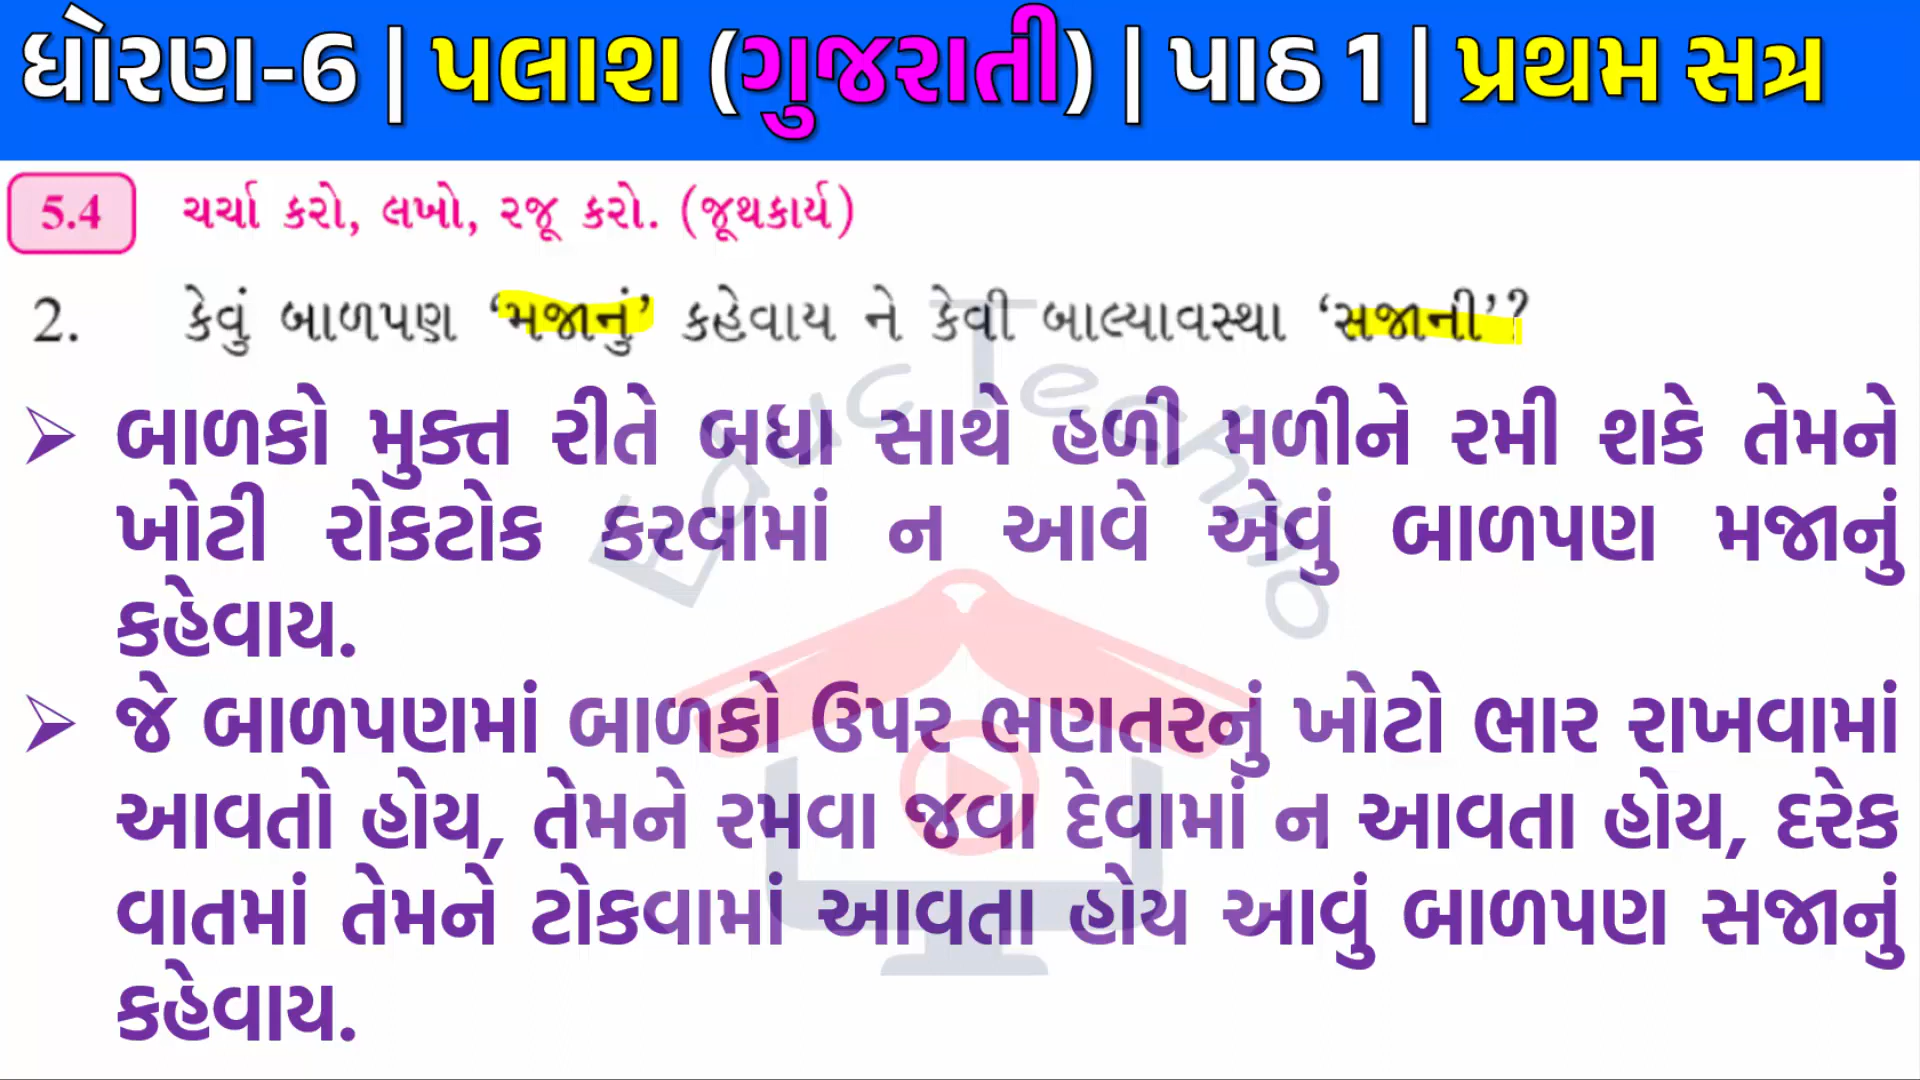 ધોરણ-6 | પલાશ (ગુજરાતી) | પાઠ 1 | પ્રથમ સત્ર
5.4 ચર્ચા કરો, લખો, રજૂ કરો. (જૂથકાર્ય)
2. કેવું બાળપણ ‘મજાનું’ કહેવાય ને કેવી બાલ્યાવસ્થા ‘સજાની’?
➢ બાળકો મુક્ત રીતે બધા સાથે હળી મળીને રમી શકે તેમને
ખોટી રોકટોક કરવામાં ન આવે એવું બાળપણ મજાનું
કહેવાય.
➢ જે બાળપણમાં બાળકો ઉપર ભણતરનું ખોટો ભાર રાખવામાં
આવતો હોય, તેમને રમવા જવા દેવામાં ન આવતા હોય, દરેક
વાતમાં તેમને ટોકવામાં આવતા હોય આવું બાળપણ સજાનું
કહેવાય.
Educ Techno